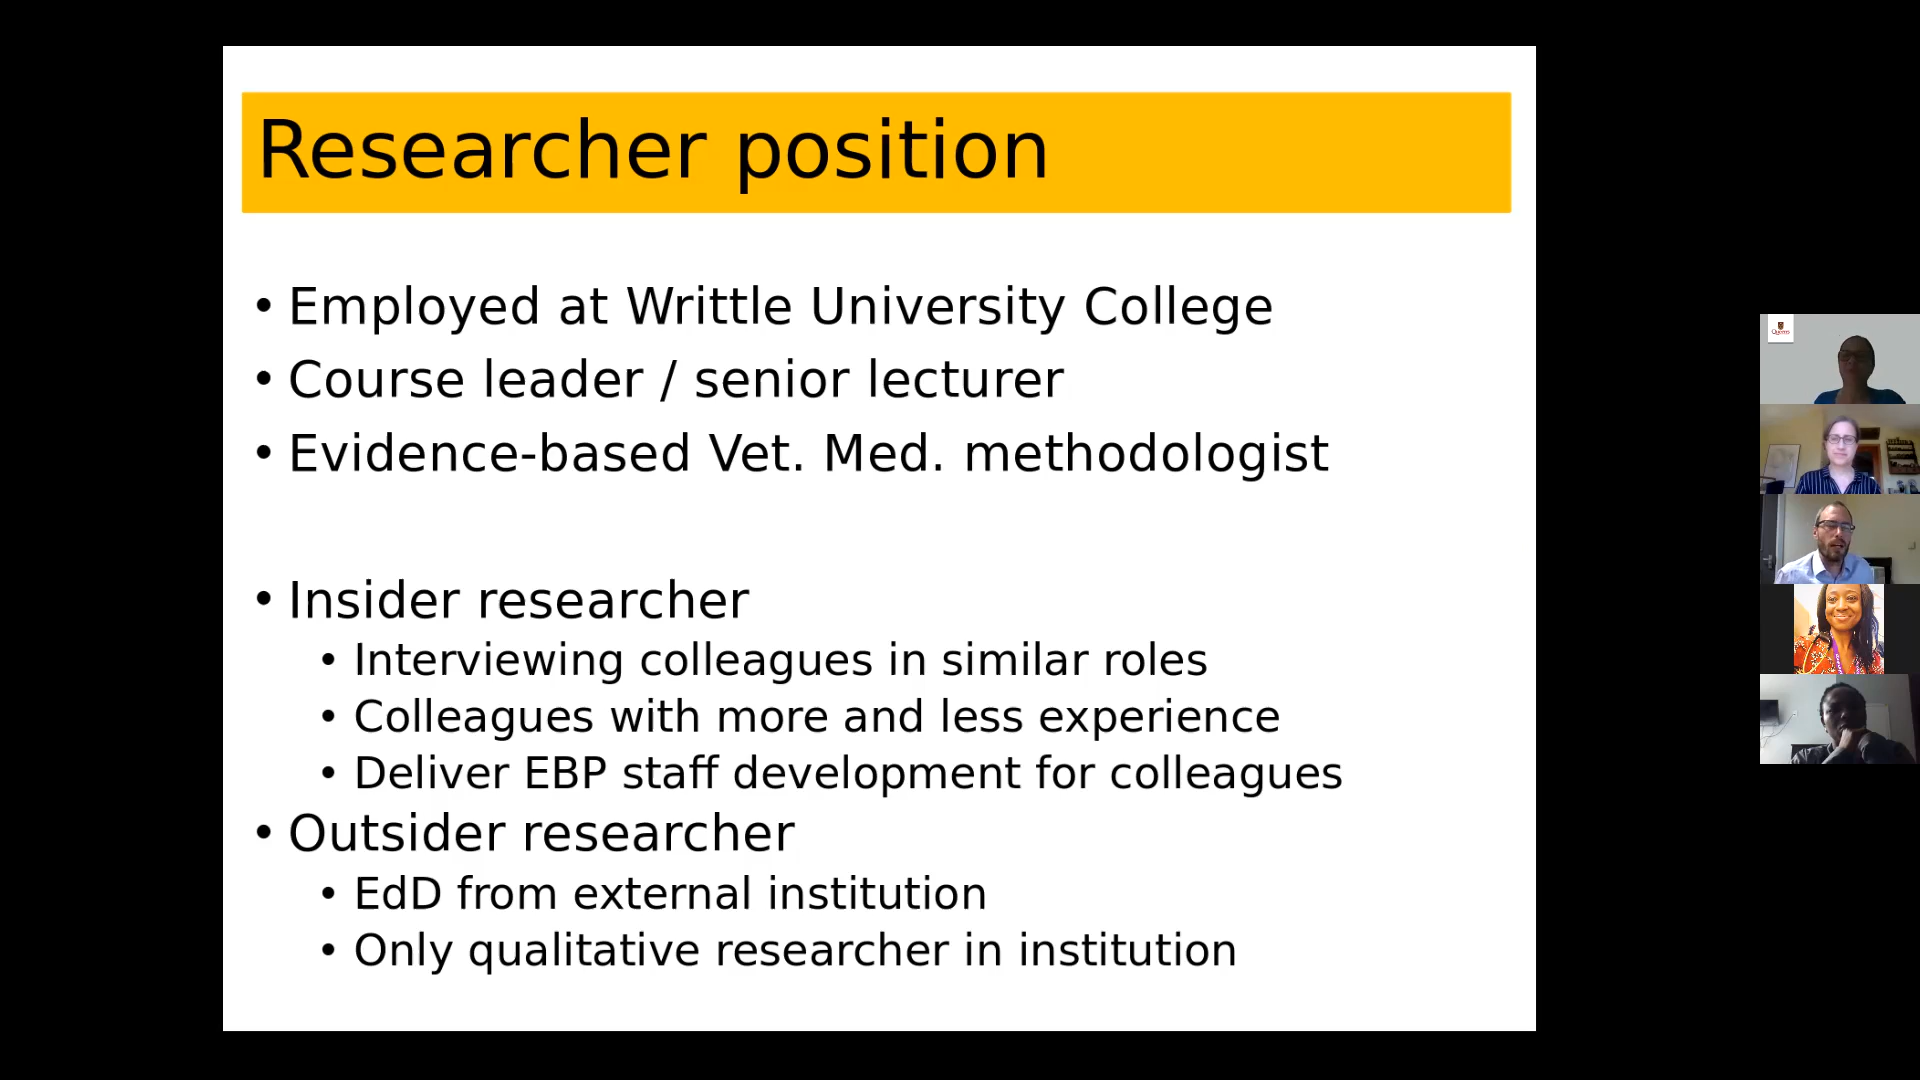 Researcher position
• Employed at Writtle University College
• Course leader / senior lecturer
• Evidence-based Vet. Med. methodologist
• Insider researcher
• Interviewing colleagues in similar roles
• Colleagues with more and less experience
• Deliver EBP staff development for colleagues
• Outsider researcher
• EdD from external institution
• Only qualitative researcher in institution
Queen's